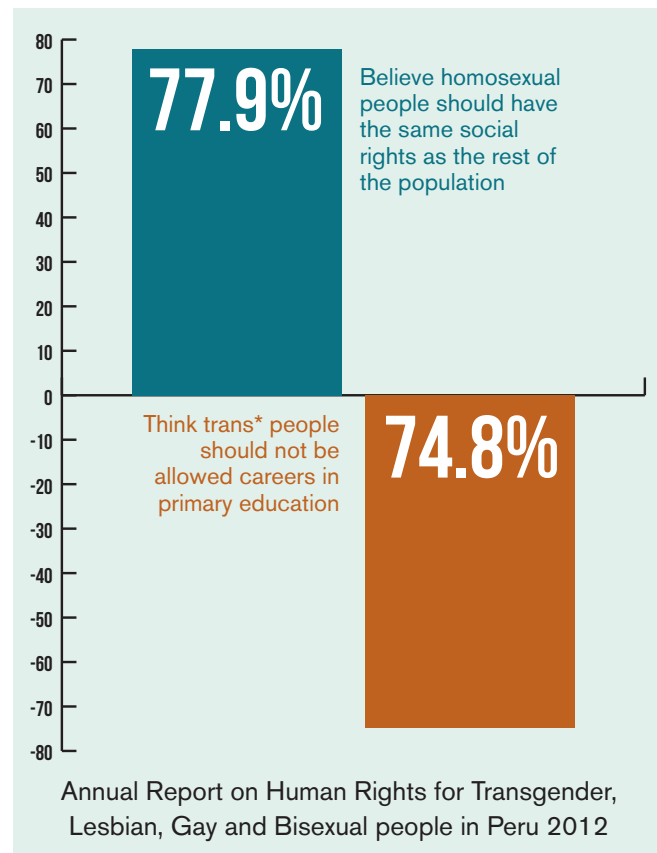 80
70
60
50
40
30
20
10
0
-10
-20
-30
-40
-50
-60
-70
-80
77.9%
Believe homosexual
people should have
the same social
rights as the rest of
the population
Think trans* people
should not be
allowed careers in
primary education
74.8%
Annual Report on Human Rights for Transgender,
Lesbian, Gay and Bisexual people in Peru 2012